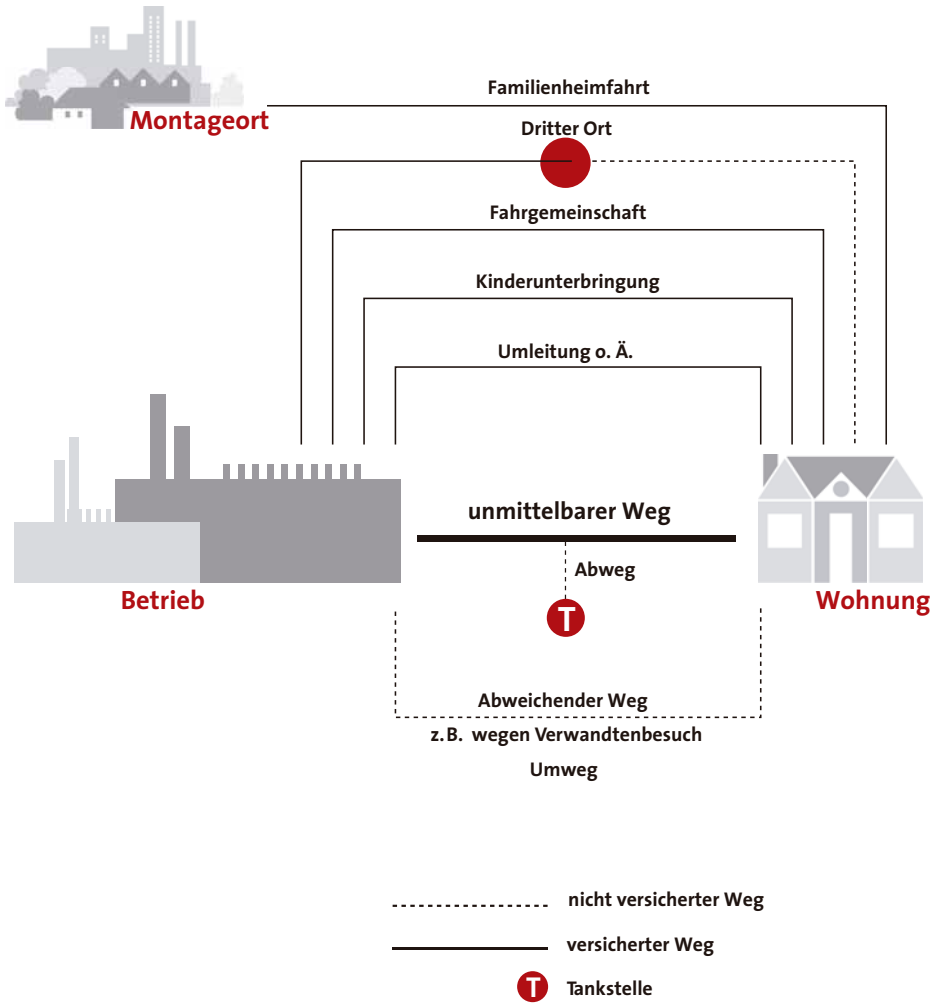 Familienheimfahrt
Montageort
Dritter Ort
Fahrgemeinschaft
Kinderunterbringung
Umleitung o. Ä.
unmittelbarer Weg
Abweg
Betrieb
Wohnung
T
Abweichender Weg
z.B. wegen Verwandtenbesuch
Umweg
nicht versicherter Weg
versicherter Weg
T Tankstelle